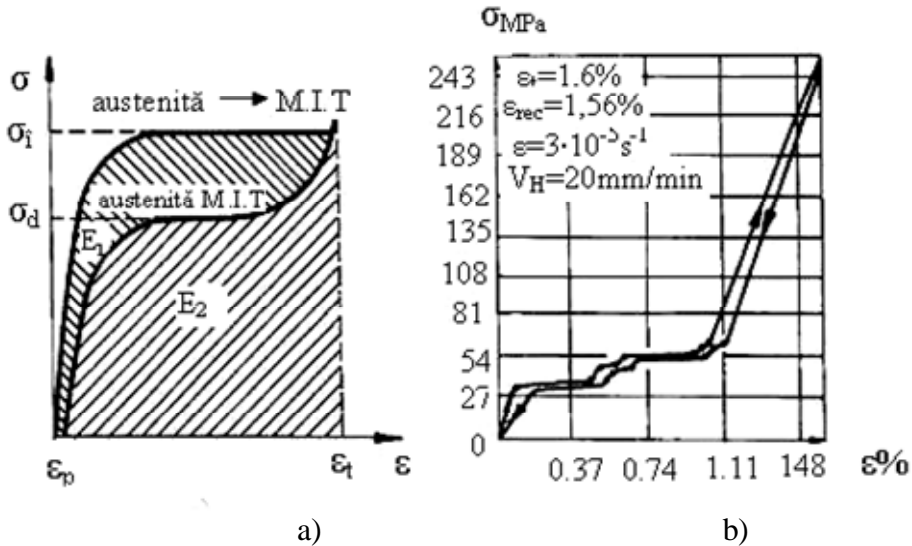 σ
austenită → M.I.T
σî
austenită M.I.T
σd
E1
E2
εp
εt
ε
a)
σMPa
243
216
189
162
135
108
81
54
27
0
εt=1.6%
εrec=1,56%
ε=3·10⁻⁵s⁻¹
VH=20mm/min
0.37
0.74
1.11
148
ε%
b)